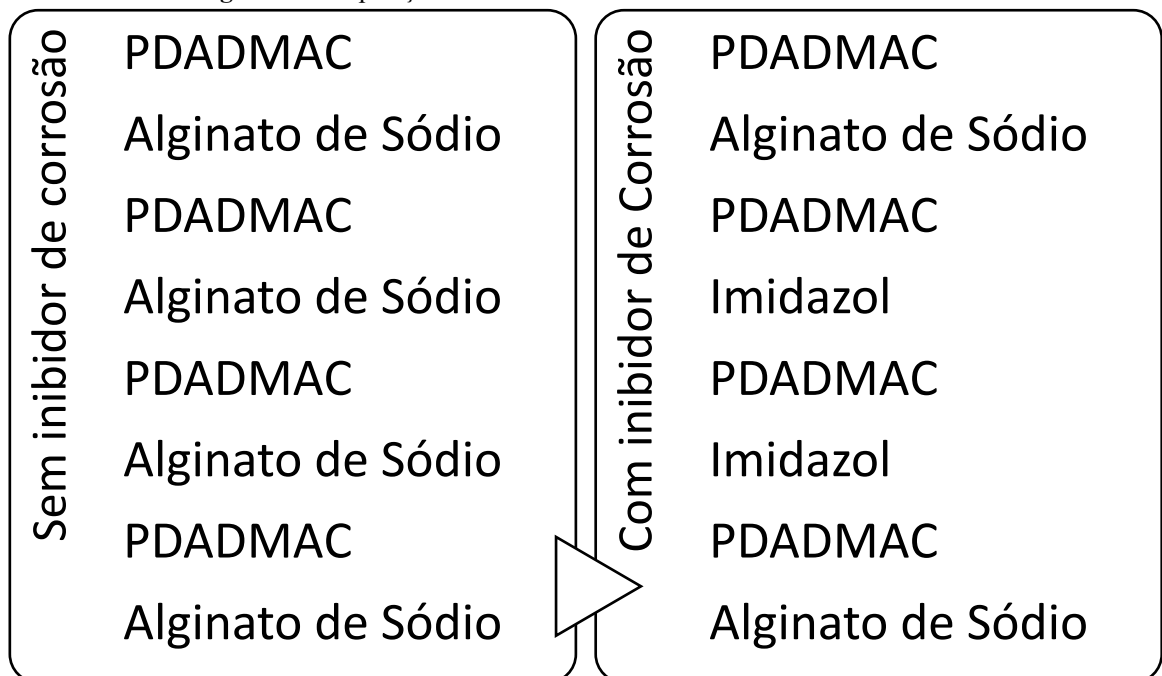 Sem inibidor de corrosão
PDADMAC
Alginato de Sódio
PDADMAC
Alginato de Sódio
PDADMAC
Alginato de Sódio
PDADMAC
Alginato de Sódio
Com inibidor de Corrosão
PDADMAC
Alginato de Sódio
PDADMAC
Imidazol
PDADMAC
Imidazol
PDADMAC
Alginato de Sódio